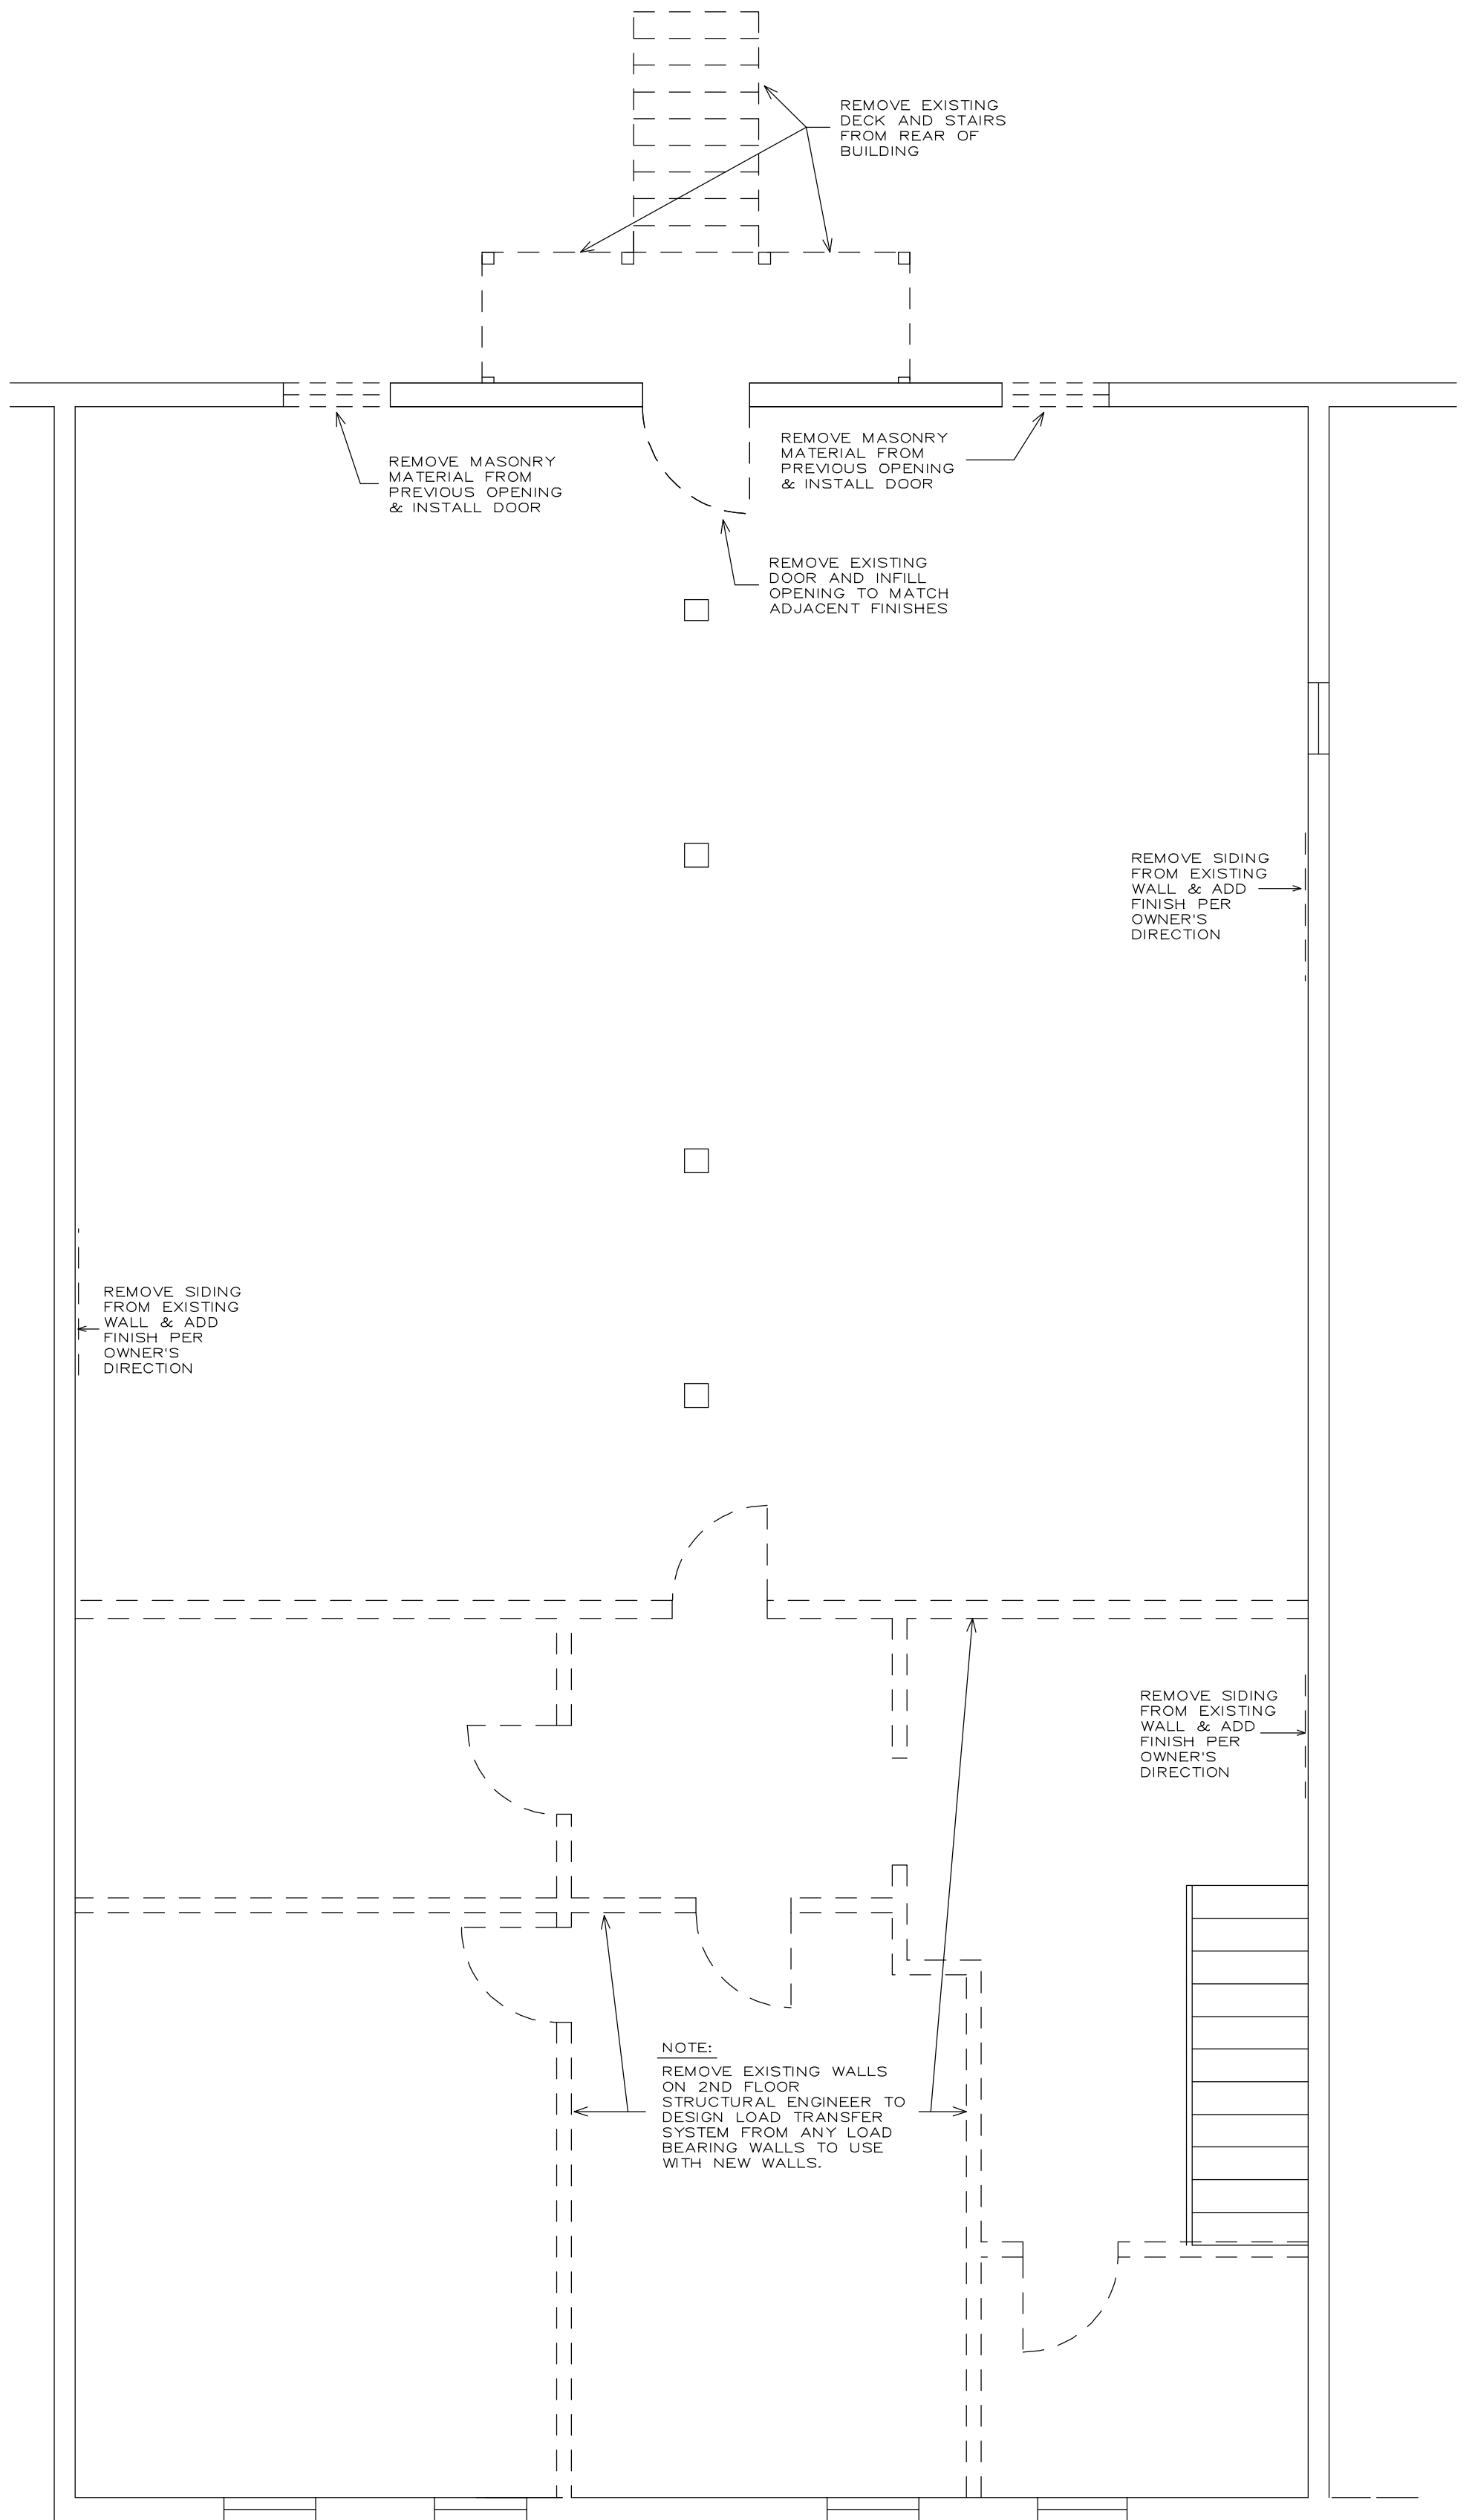 REMOVE EXISTING
DECK AND STAIRS
FROM REAR OF
BUILDING
REMOVE MASONRY
MATERIAL FROM
PREVIOUS OPENING
& INSTALL DOOR
REMOVE MASONRY
MATERIAL FROM
PREVIOUS OPENING
& INSTALL DOOR
REMOVE EXISTING
DOOR AND INFILL
OPENING TO MATCH
ADJACENT FINISHES
REMOVE SIDING
FROM EXISTING
WALL & ADD
FINISH PER
OWNER'S
DIRECTION
REMOVE SIDING
FROM EXISTING
WALL & ADD
FINISH PER
OWNER'S
DIRECTION
REMOVE SIDING
FROM EXISTING
WALL & ADD
FINISH PER
OWNER'S
DIRECTION
NOTE:
REMOVE EXISTING WALLS
ON 2ND FLOOR
STRUCTURAL ENGINEER TO
DESIGN LOAD TRANSFER
SYSTEM FROM ANY LOAD
BEARING WALLS TO USE
WITH NEW WALLS.